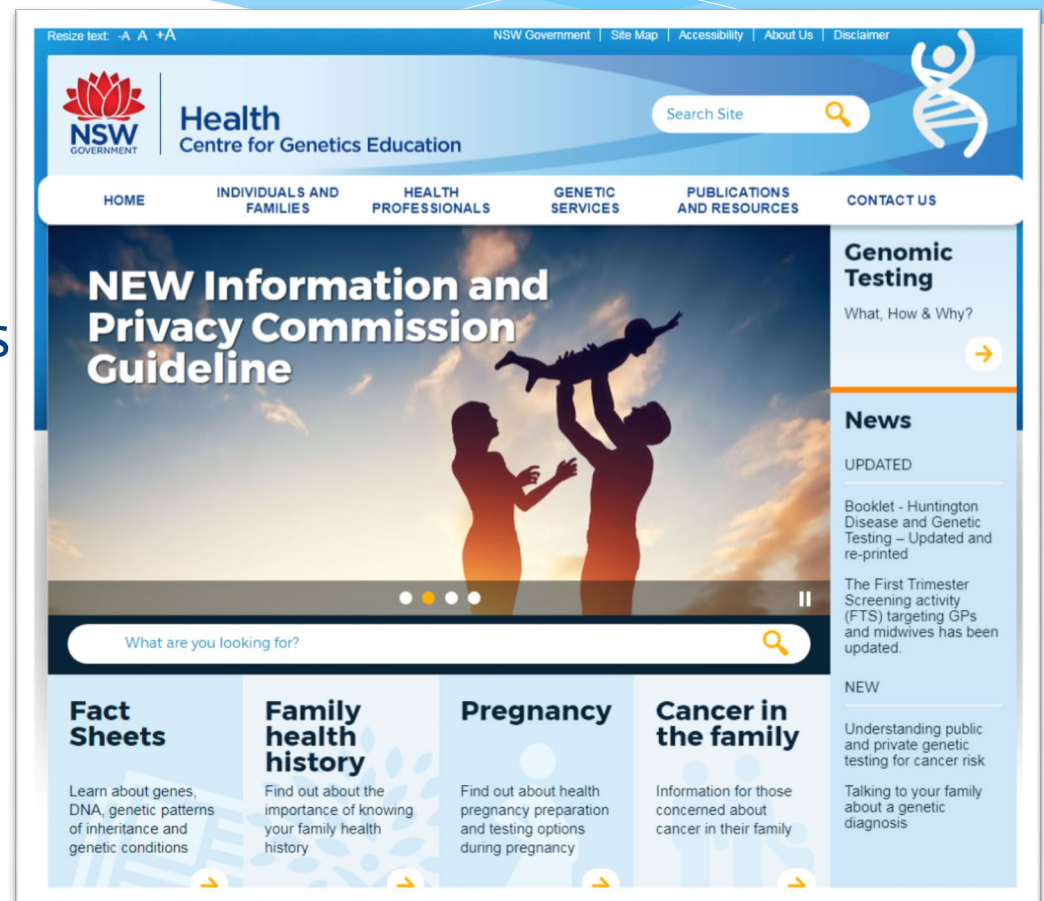 Resize text: -A A +A
NSW Government | Site Map | Accessibility | About Us | Disclaimer
NSW
GOVERNMENT
Health
Centre for Genetics Education
Search Site
HOME
INDIVIDUALS AND
FAMILIES
HEALTH
PROFESSIONALS
GENETIC
SERVICES
PUBLICATIONS
AND RESOURCES
CONTACT US
NEW Information and
Privacy Commission
Guideline
s
What are you looking for?
Genomic
Testing
What, How & Why?
News
UPDATED
Booklet - Huntington
Disease and Genetic
Testing – Updated and
re-printed
The First Trimester
Screening activity
(FTS) targeting GPs
and midwives has been
updated.
NEW
Understanding public
and private genetic
testing for cancer risk
Talking to your family
about a genetic
diagnosis
Fact
Sheets
Learn about genes,
DNA, genetic patterns
of inheritance and
genetic conditions
Family
health
history
Find out about the
importance of knowing
your family health
history
Pregnancy
Find out about health
pregnancy preparation
and testing options
during pregnancy
Cancer in
the family
Information for those
concerned about
cancer in their family